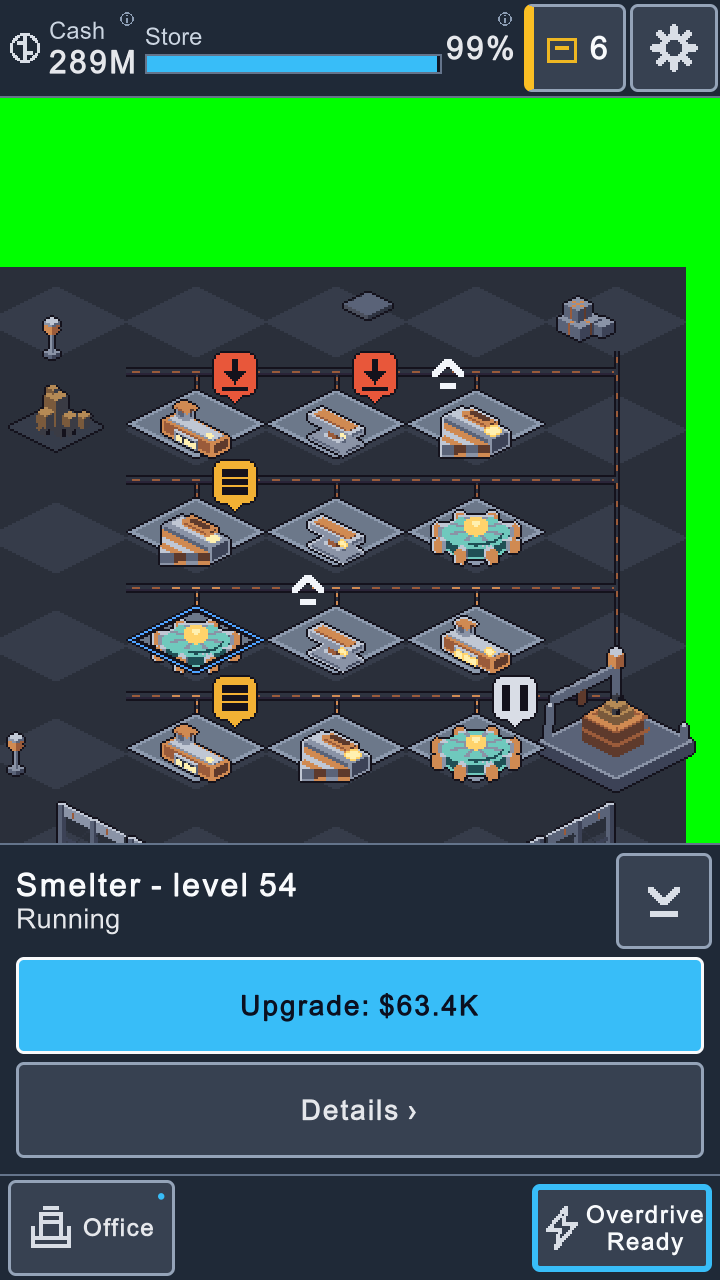 Cash
289M
Store
99%
6
Smelter - level 54
Running
Upgrade: $63.4K
Details ›
Office
Overdrive
Ready